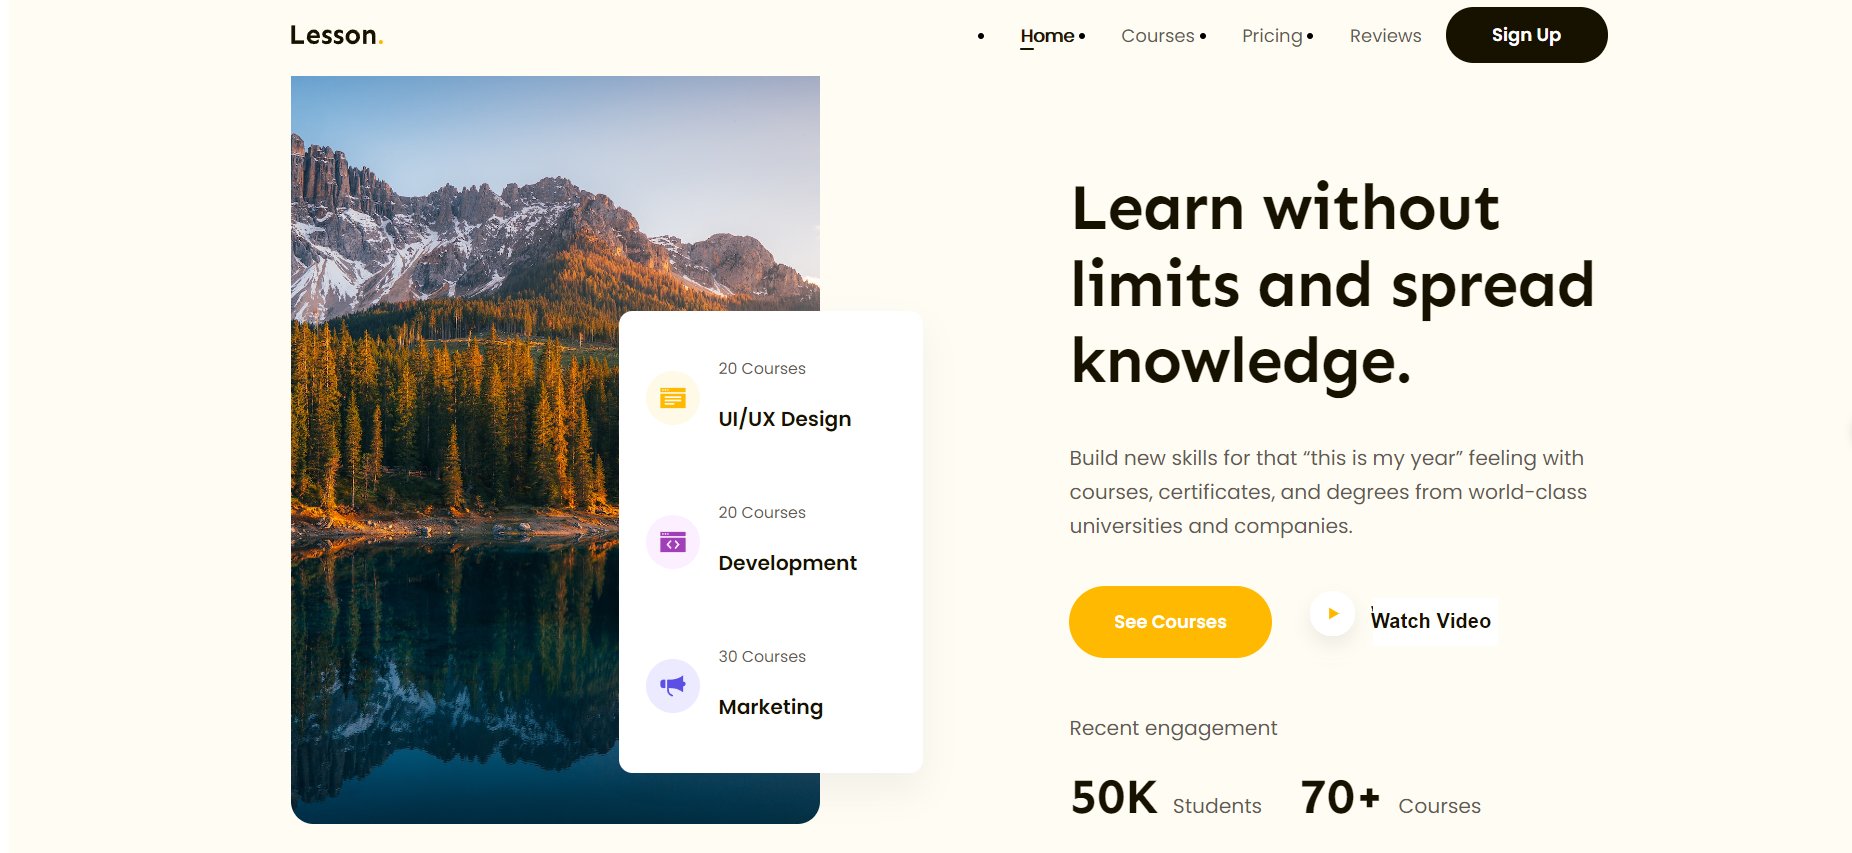 Lesson.
• Home • Courses • Pricing • Reviews Sign Up
Learn without
limits and spread
knowledge.
20 Courses
UI/UX Design
20 Courses
Development
30 Courses
Marketing
Build new skills for that “this is my year” feeling with
courses, certificates, and degrees from world-class
universities and companies.
See Courses
Watch Video
Recent engagement
50K Students 70+ Courses